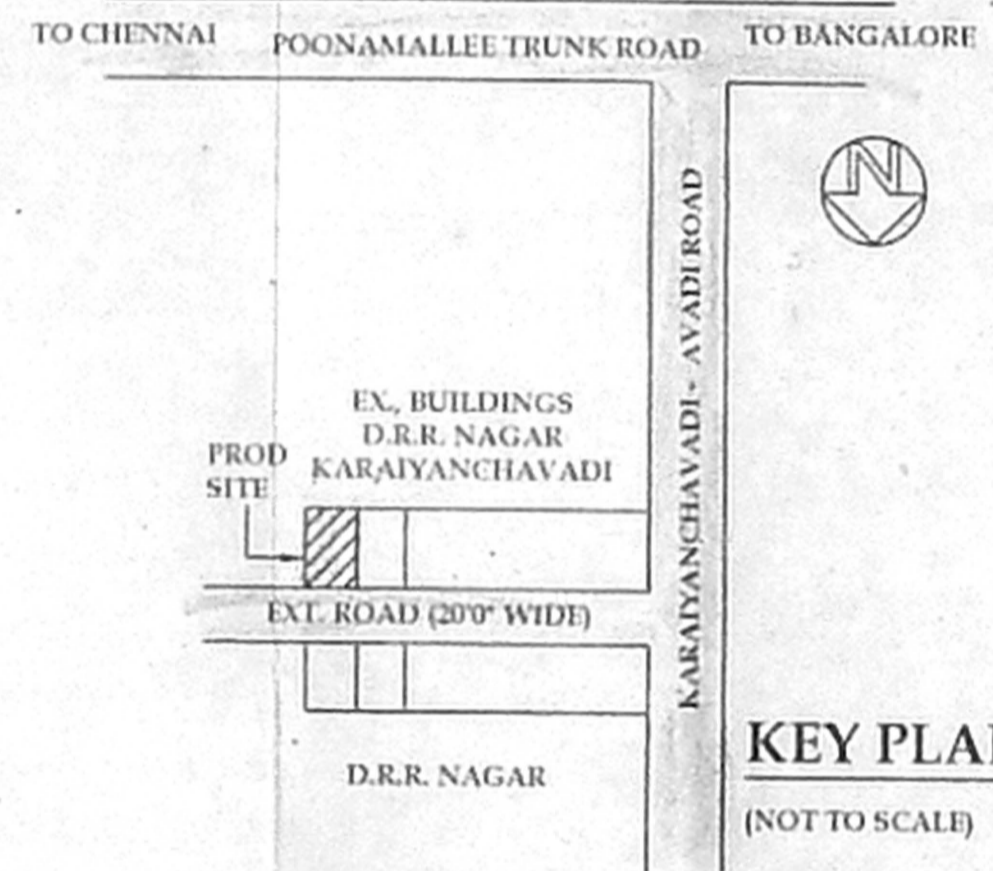 TO CHENNAI
POONAMALLEE TRUNK ROAD
TO BANGALORE
N
KARAIYANCHAVADI - AVADI ROAD
EX., BUILDINGS
D.R.R. NAGAR
KARAIYANCHAVADI
PROD
SITE
EXT. ROAD (20'0" WIDE)
D.R.R. NAGAR
KEY PLA
(NOT TO SCALE)